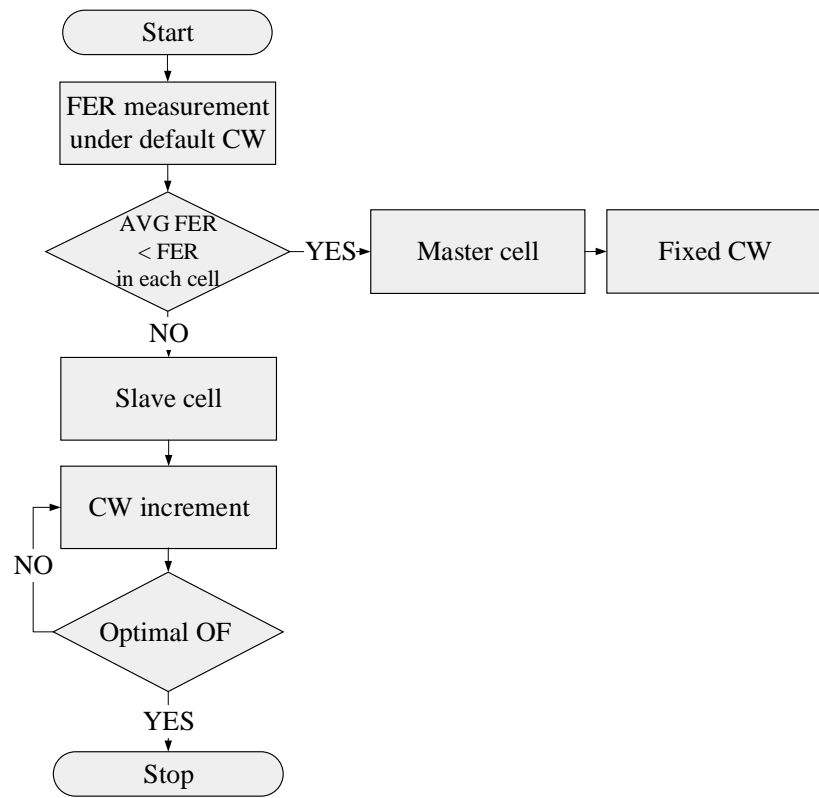 Start
FER measurement
under default CW
AVG FER
< FER
in each cell
YES
Master cell
Fixed CW
NO
Slave cell
CW increment
NO
Optimal OF
YES
Stop